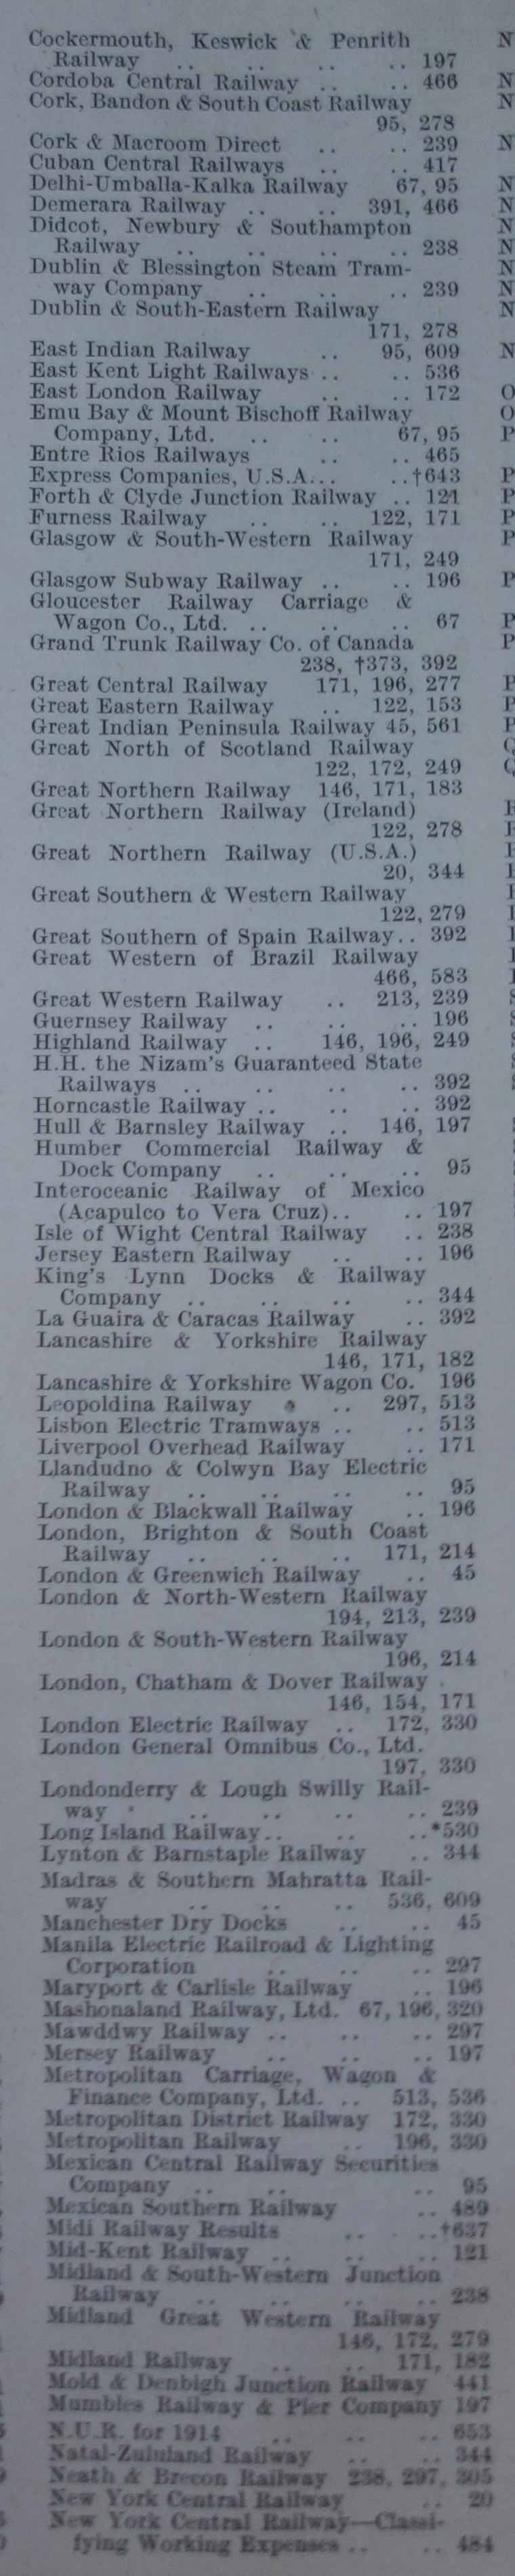 Cockermouth, Keswick & Penrith
Railway .. .. .. .. 197
Cordoba Central Railway .. .. 466
Cork, Bandon & South Coast Railway
95, 278
Cork & Macroom Direct .. .. 239
Cuban Central Railways .. .. 417
Delhi-Umballa-Kalka Railway 67, 95
Demerara Railway .. .. 391, 466
Didcot, Newbury & Southampton
Railway .. .. .. .. 238
Dublin & Blessington Steam Tram-
way Company .. .. .. 239
Dublin & South-Eastern Railway
171, 278
East Indian Railway .. 95, 609
East Kent Light Railways .. .. 536
East London Railway .. .. 172
Emu Bay & Mount Bischoff Railway
Company, Ltd. .. .. 67, 95
Entre Rios Railways .. .. 465
Express Companies, U.S.A... ..†643
Forth & Clyde Junction Railway .. 121
Furness Railway .. .. 122, 171
Glasgow & South-Western Railway
171, 249
Glasgow Subway Railway .. .. 196
Gloucester Railway Carriage &
Wagon Co., Ltd. .. .. .. 67
Grand Trunk Railway Co. of Canada
238, †373, 392
Great Central Railway 171, 196, 277
Great Eastern Railway .. 122, 153
Great Indian Peninsula Railway 45, 561
Great North of Scotland Railway
122, 172, 249
Great Northern Railway 146, 171, 183
Great Northern Railway (Ireland)
122, 278
Great Northern Railway (U.S.A.)
20, 344
Great Southern & Western Railway
122, 279
Great Southern of Spain Railway.. 392
Great Western of Brazil Railway
466, 583
Great Western Railway .. 213, 239
Guernsey Railway .. .. .. 196
Highland Railway .. 146, 196, 249
H.H. the Nizam's Guaranteed State
Railways .. .. .. .. 392
Horncastle Railway .. .. .. 392
Hull & Barnsley Railway .. 146, 197
Humber Commercial Railway &
Dock Company .. .. .. 95
Interoceanic Railway of Mexico
(Acapulco to Vera Cruz).. .. 197
Isle of Wight Central Railway .. 238
Jersey Eastern Railway .. .. 196
King's Lynn Docks & Railway
Company .. .. .. .. 344
La Guaira & Caracas Railway .. 392
Lancashire & Yorkshire Railway
146, 171, 182
Lancashire & Yorkshire Wagon Co. 196
Leopoldina Railway .. 297, 513
Lisbon Electric Tramways .. .. 513
Liverpool Overhead Railway .. 171
Llandudno & Colwyn Bay Electric
Railway .. .. .. .. 95
London & Blackwall Railway .. 196
London, Brighton & South Coast
Railway .. .. .. 171, 214
London & Greenwich Railway .. 45
London & North-Western Railway
194, 213, 239
London & South-Western Railway
196, 214
London, Chatham & Dover Railway
146, 154, 171
London Electric Railway .. 172, 330
London General Omnibus Co., Ltd.
197, 330
Londonderry & Lough Swilly Rail-
way .. .. .. .. 239
Long Island Railway.. .. ..*530
Lynton & Barnstaple Railway .. 344
Madras & Southern Mahratta Rail-
way .. .. .. 536, 609
Manchester Dry Docks .. .. 45
Manila Electric Railroad & Lighting
Corporation .. .. .. 297
Maryport & Carlisle Railway .. 196
Mashonaland Railway, Ltd. 67, 196, 320
Mawddwy Railway .. .. .. 297
Mersey Railway .. .. .. 197
Metropolitan Carriage, Wagon &
Finance Company, Ltd. .. 513, 536
Metropolitan District Railway 172, 330
Metropolitan Railway .. 196, 330
Mexican Central Railway Securities
Company .. .. .. 95
Mexican Southern Railway .. 489
Midi Railway Results .. ..†637
Mid-Kent Railway .. .. .. 121
Midland & South-Western Junction
Railway .. .. .. .. 238
Midland Great Western Railway
146, 172, 279
Midland Railway .. .. 171, 182
Mold & Denbigh Junction Railway 441
Mumbles Railway & Pier Company 197
N.U.R. for 1914 .. .. .. 653
Natal-Zululand Railway .. .. 344
Neath & Brecon Railway 238, 297, 305
New York Central Railway .. 20
New York Central Railway—Classi-
fying Working Expenses .. .. 484